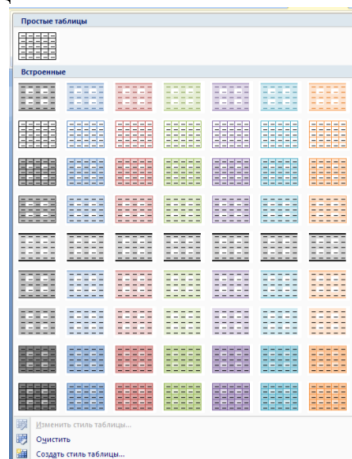 Простые таблицы
Встроенные
Изменить стиль таблицы...
Очистить
Создать стиль таблицы...